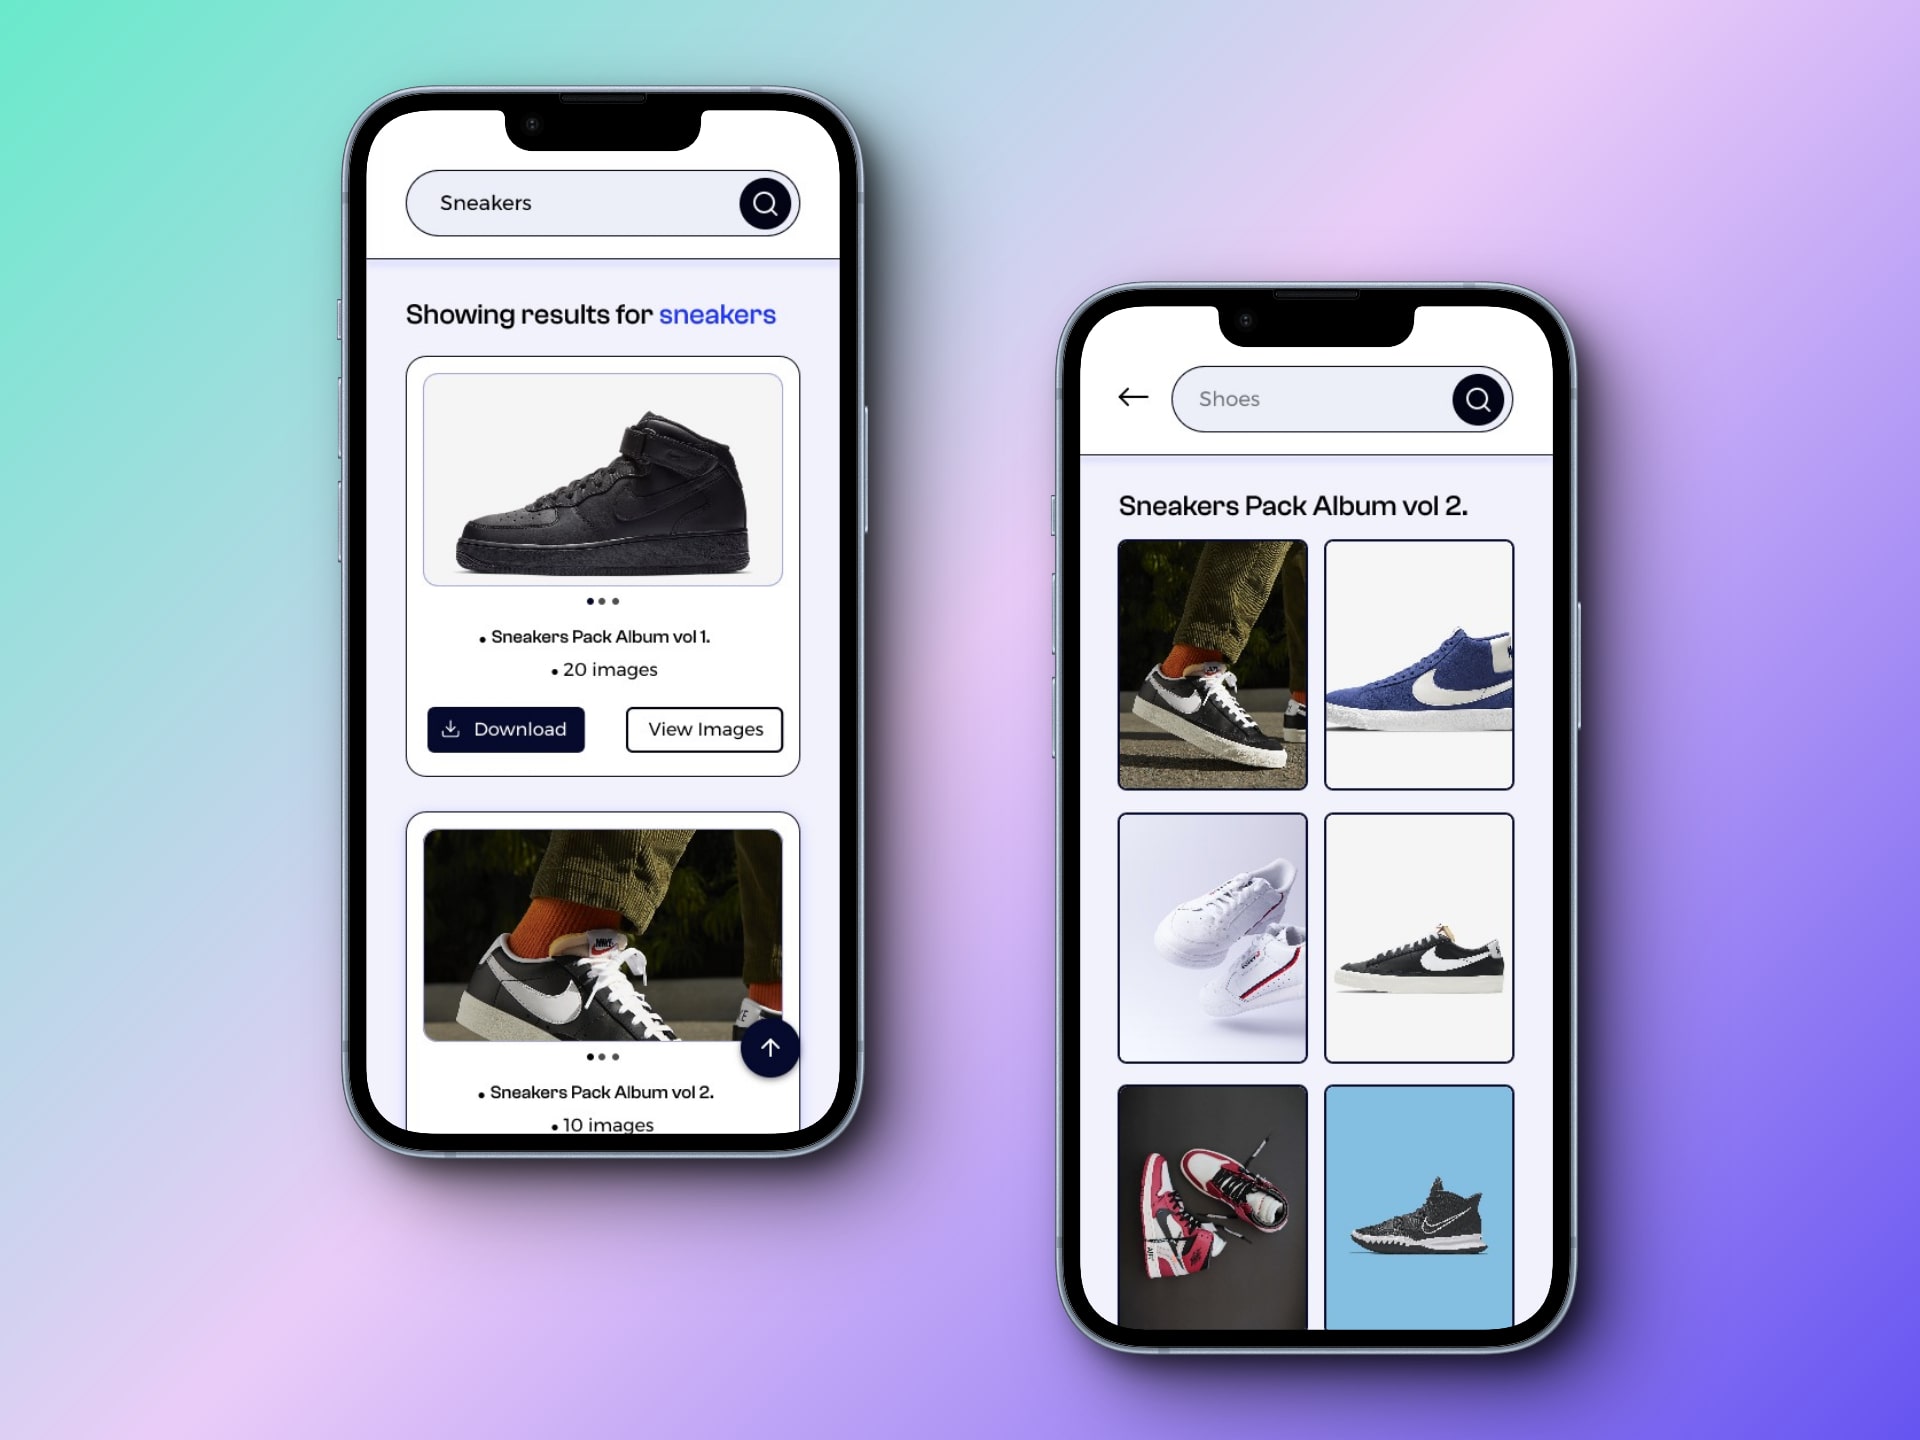 Sneakers
Showing results for sneakers
• Sneakers Pack Album vol 1.
• 20 images
Download
View Images
NIKE
• Sneakers Pack Album vol 2.
• 10 images
Shoes
Sneakers Pack Album vol 2.